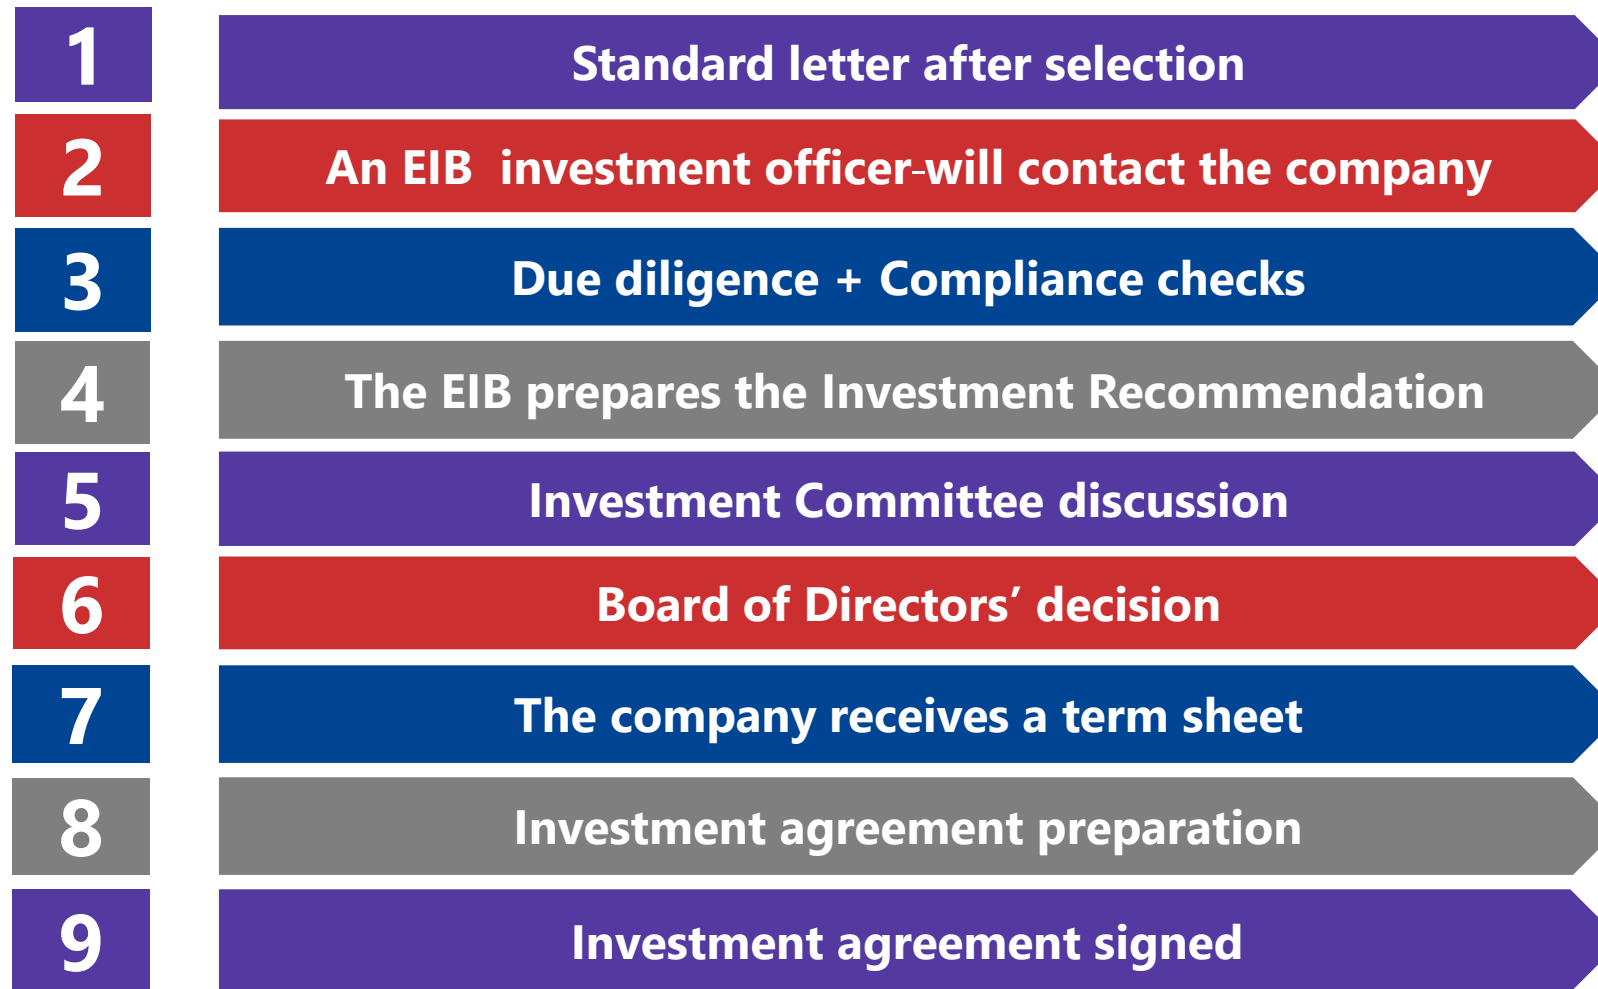 1
Standard letter after selection
2
An EIB  investment officer-will contact the company
3
Due diligence + Compliance checks
4
The EIB prepares the Investment Recommendation
5
Investment Committee discussion
6
Board of Directors’ decision
7
The company receives a term sheet
8
Investment agreement preparation
9
Investment agreement signed